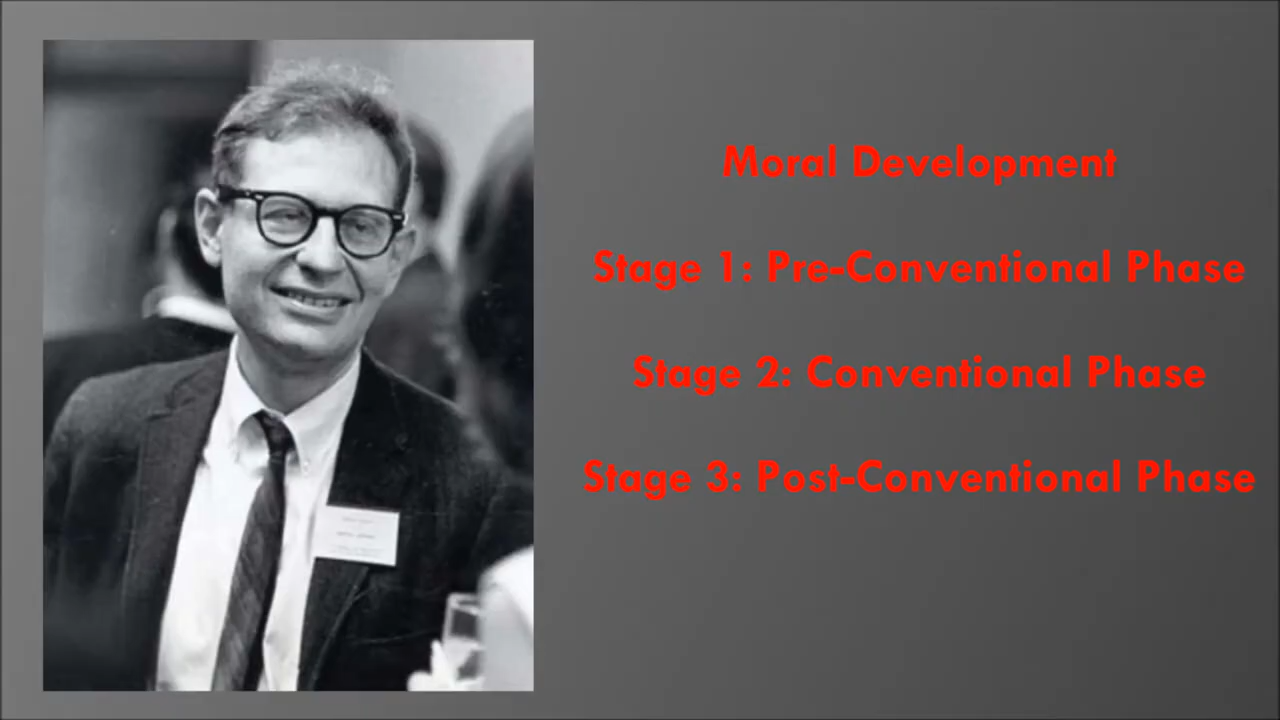 Moral Development
Stage 1: Pre-Conventional Phase
Stage 2: Conventional Phase
Stage 3: Post-Conventional Phase